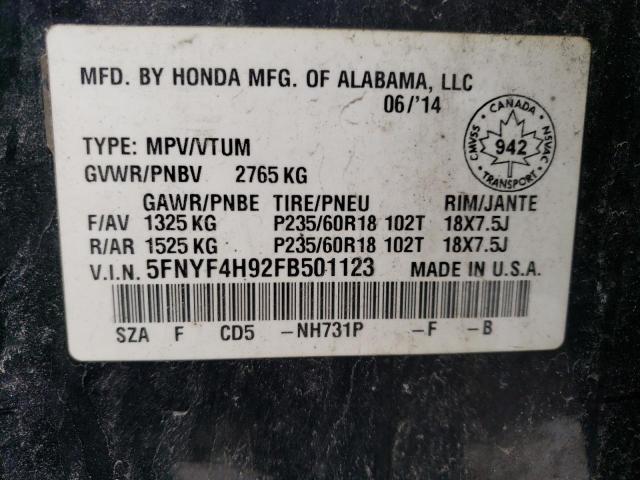 MFD. BY HONDA MFG. OF ALABAMA, LLC
06/'14
CANADA
CMVSS 942 NSVAC
TRANSPORT
TYPE: MPV/VTUM
GVWR/PNBV 2765 KG
GAWR/PNBE TIRE/PNEU RIM/JANTE
F/AV 1325 KG P235/60R18 102T 18X7.5J
R/AR 1525 KG P235/60R18 102T 18X7.5J
V.I.N. 5FNYF4H92FB501123 MADE IN U.S.A.
SZA F CD5 -NH731P -F -B